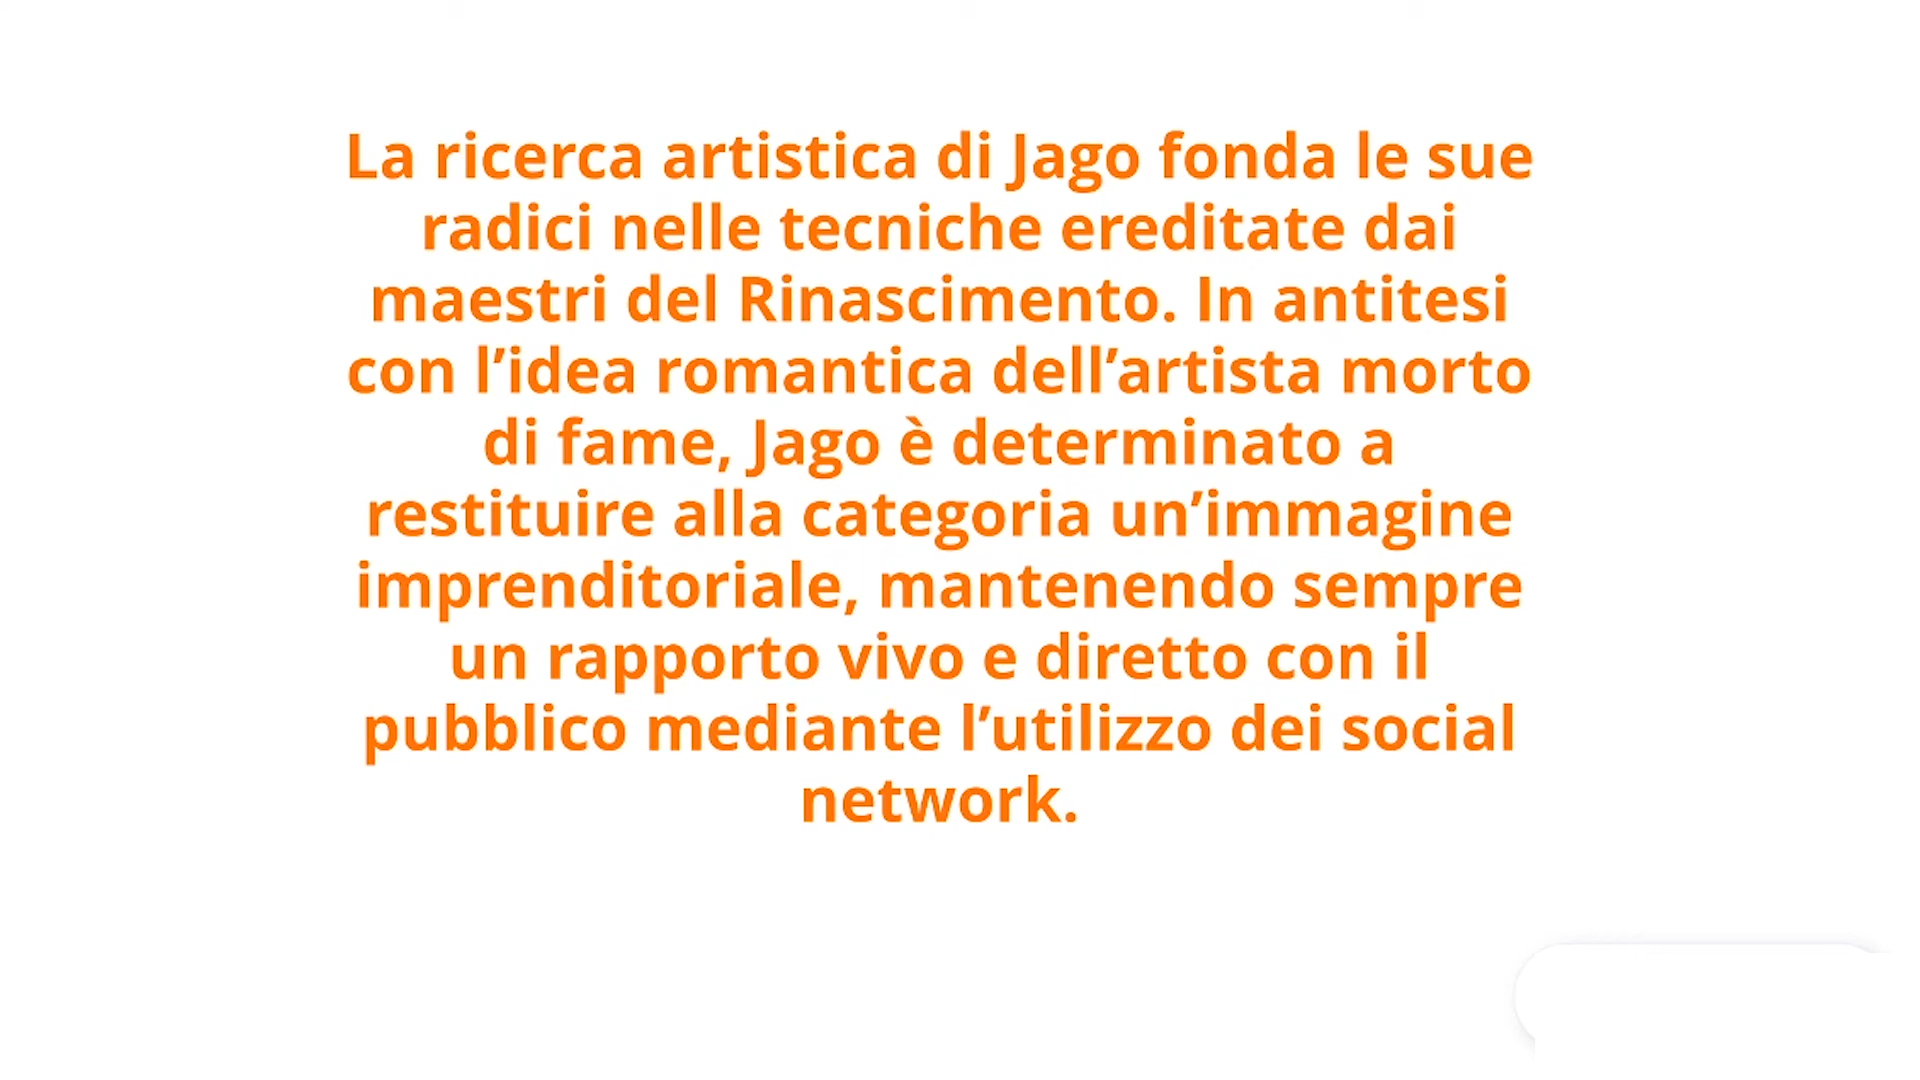 La ricerca artistica di Jago fonda le sue
radici nelle tecniche ereditate dai
maestri del Rinascimento. In antitesi
con l’idea romantica dell’artista morto
di fame, Jago è determinato a
restituire alla categoria un’immagine
imprenditoriale, mantenendo sempre
un rapporto vivo e diretto con il
pubblico mediante l’utilizzo dei social
network.